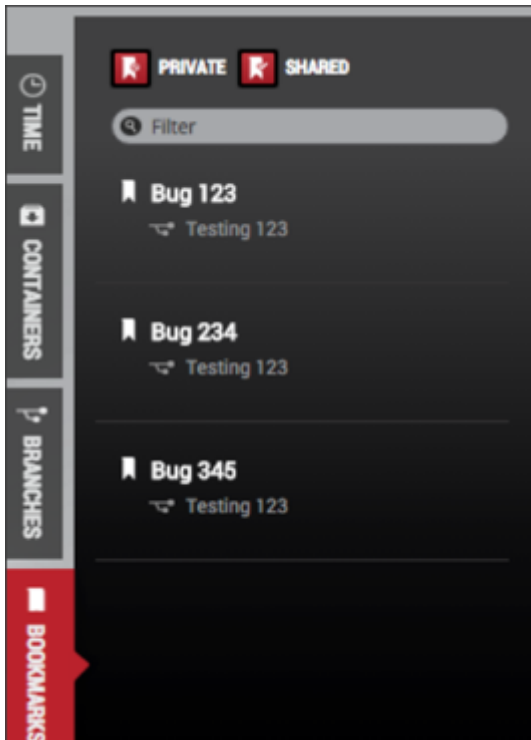 PRIVATE SHARED
Filter
Bug 123
Testing 123
Bug 234
Testing 123
Bug 345
Testing 123
TIME
CONTAINERS
BRANCHES
BOOKMARKS